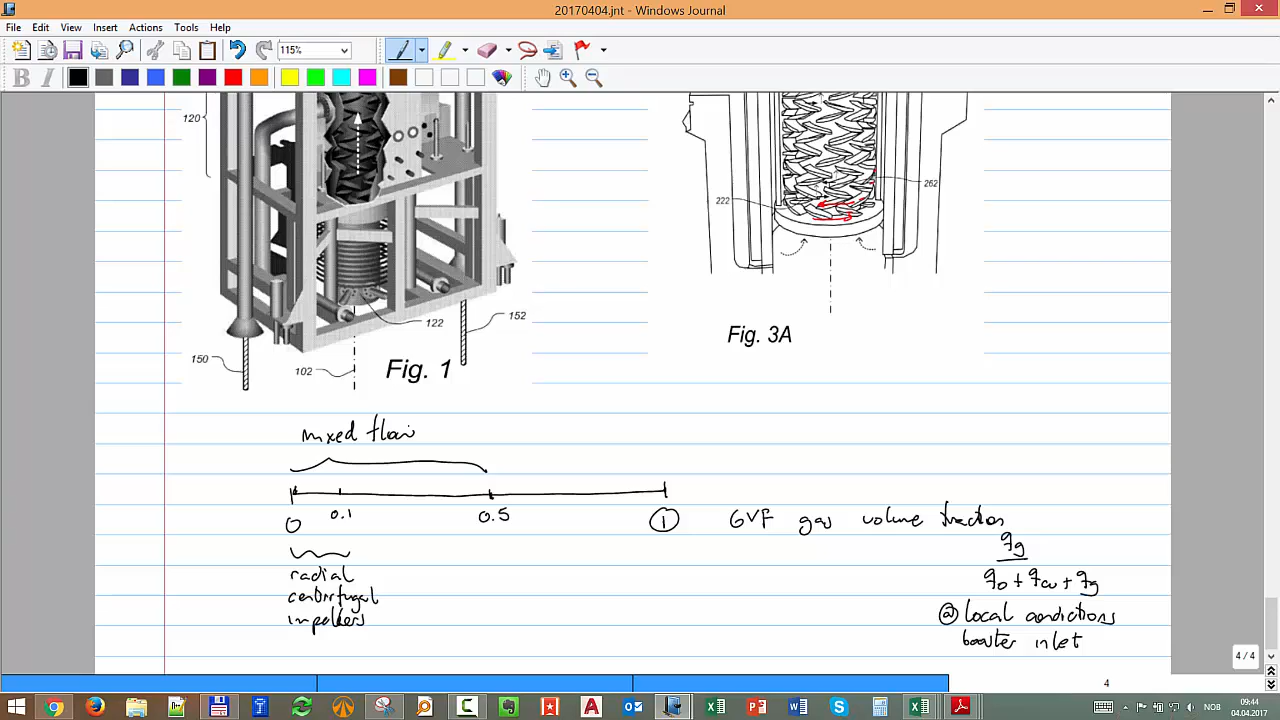 20170404.jnt - Windows Journal
File Edit View Insert Actions Tools Help
115%
B I
120
150
102
122
152
Fig. 1
222
262
Fig. 3A
mixed flow
0 0.1 0.5 1 GVF gas volume fraction
qg
qo + qw + qg
@ local conditions
booster inlet
radial
centrifugal
impellers
4 / 4
4
NOB
09:44
04.04.2017